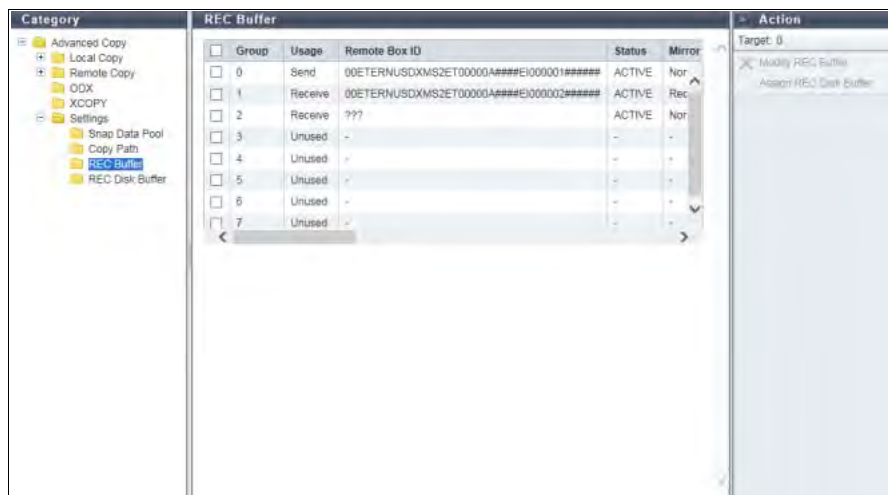 Category
Advanced Copy
Local Copy
Remote Copy
ODX
XCOPY
Settings
Snap Data Pool
Copy Path
REC Buffer
REC Disk Buffer
REC Buffer
Group Usage Remote Box ID Status Mirror
0 Send 00ETERNUSDXMS2ET00000A####EI000001###### ACTIVE Nor
1 Receive 00ETERNUSDXMS2ET00000A####EI000002###### ACTIVE Rec
2 Receive ??? ACTIVE Nor
3 Unused - - -
4 Unused - - -
5 Unused - - -
6 Unused - - -
7 Unused - - -
Action
Target: 0
Modify REC Buffer
Assign REC Disk Buffer